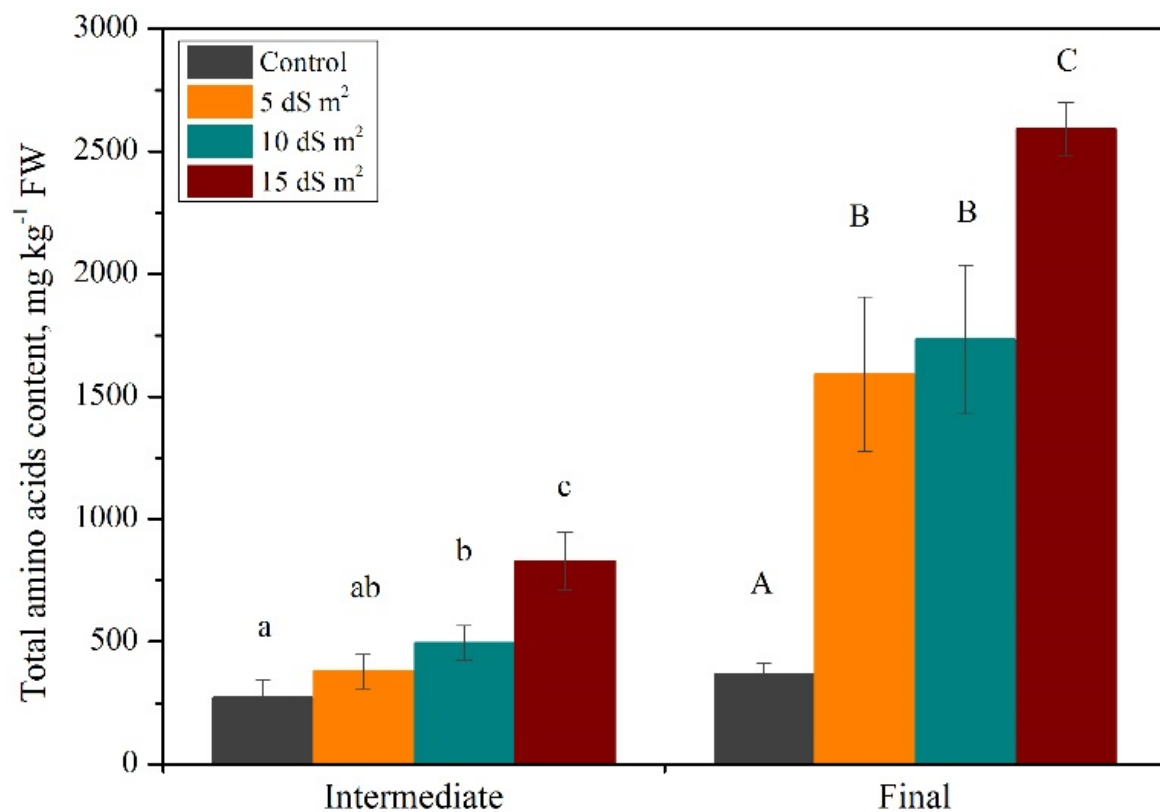 3000
2500
2000
1500
1000
500
0
Total amino acids content, mg kg⁻¹ FW
Control
5 dS m²
10 dS m²
15 dS m²
a
ab
b
c
A
B
B
C
Intermediate
Final